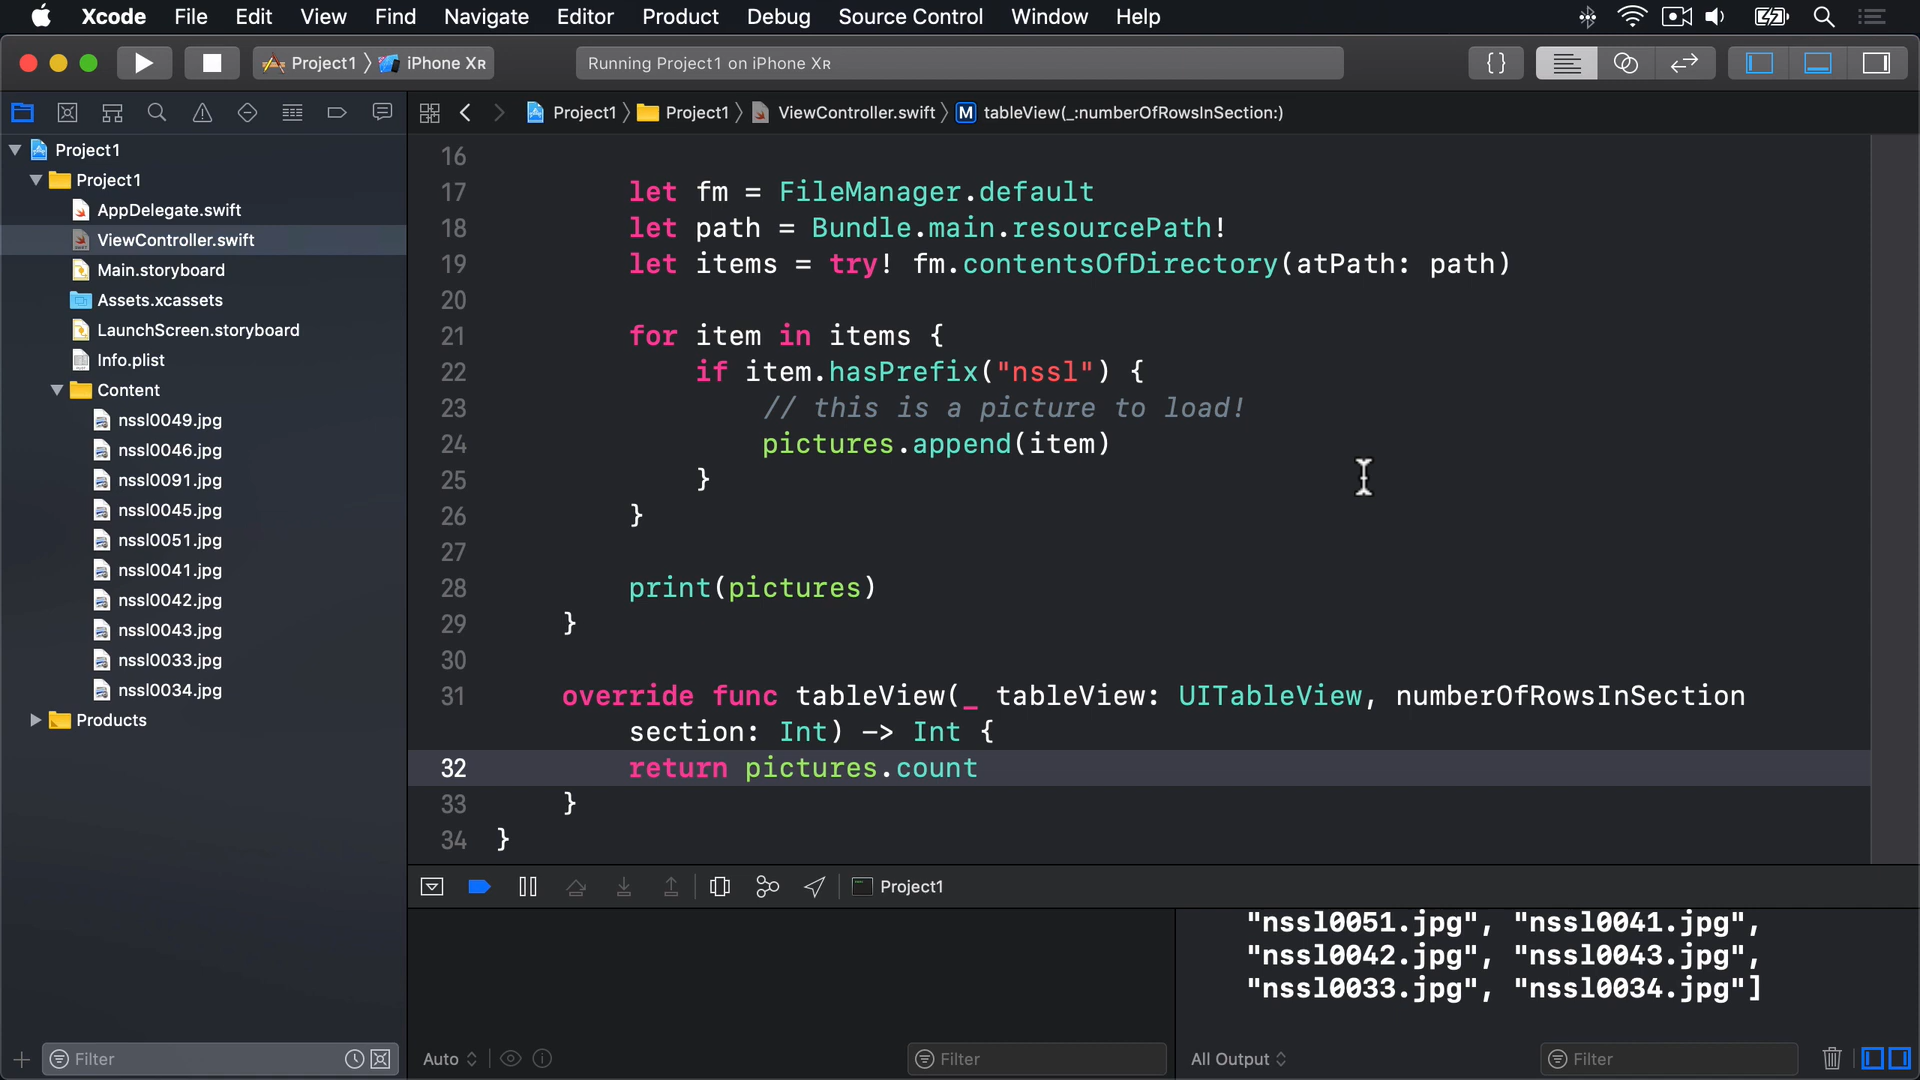 Xcode File Edit View Find Navigate Editor Product Debug Source Control Window Help
Project1 iPhone XR
Running Project1 on iPhone XR
{}
Project1 Project1 ViewController.swift M tableView(_:numberOfRowsInSection:)
Project1
Project1
AppDelegate.swift
ViewController.swift
Main.storyboard
Assets.xcassets
LaunchScreen.storyboard
Info.plist
Content
nssl0049.jpg
nssl0046.jpg
nssl0091.jpg
nssl0045.jpg
nssl0051.jpg
nssl0041.jpg
nssl0042.jpg
nssl0043.jpg
nssl0033.jpg
nssl0034.jpg
Products
Filter
16
17 let fm = FileManager.default
18 let path = Bundle.main.resourcePath!
19 let items = try! fm.contentsOfDirectory(atPath: path)
20
21 for item in items {
22 if item.hasPrefix("nssl") {
23 // this is a picture to load!
24 pictures.append(item)
25 }
26 }
27
28 print(pictures)
29 }
30
31 override func tableView(_ tableView: UITableView, numberOfRowsInSection
section: Int) -> Int {
32 return pictures.count
33 }
34 }
Project1
"nssl0051.jpg", "nssl0041.jpg",
"nssl0042.jpg", "nssl0043.jpg",
"nssl0033.jpg", "nssl0034.jpg"]
Auto Filter
All Output Filter